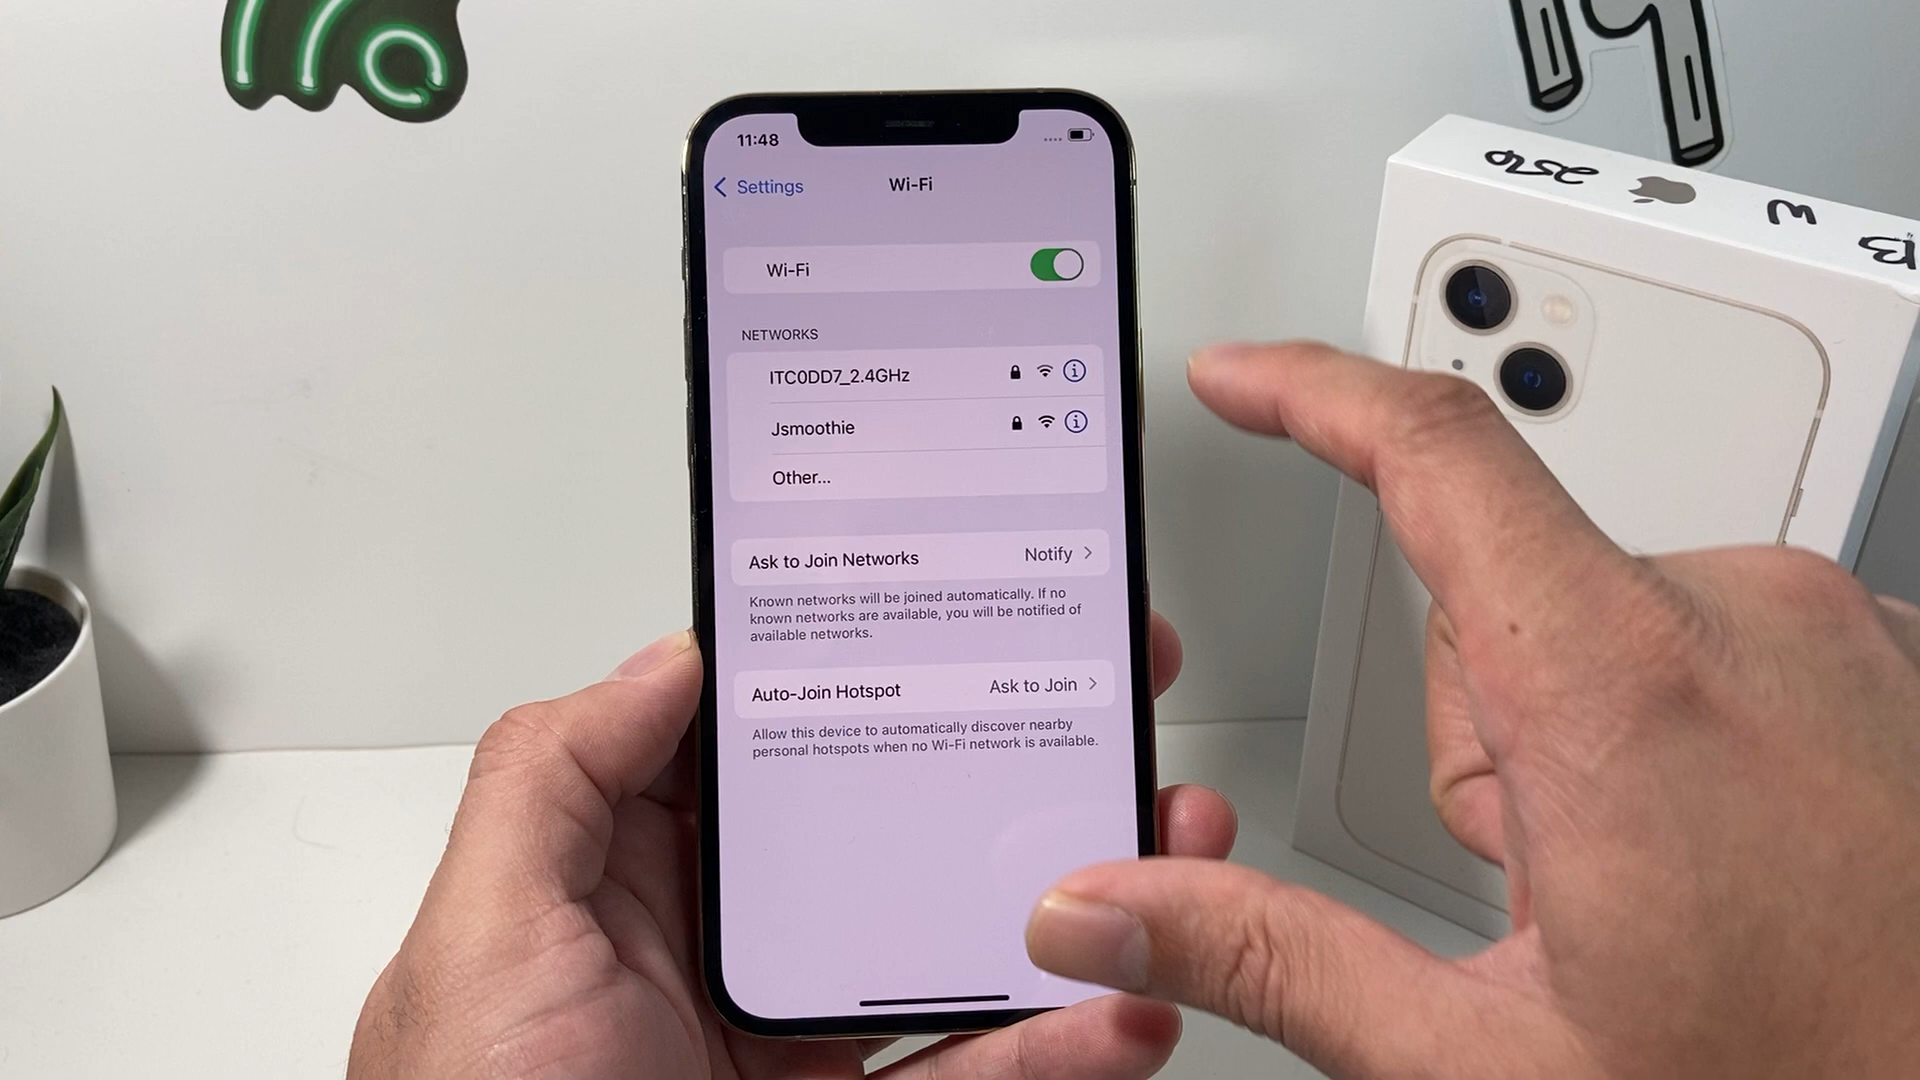 11:48
Settings
Wi-Fi
Wi-Fi
NETWORKS
ITC0DD7_2.4GHz
Jsmoothie
Other...
Ask to Join Networks
Notify
Known networks will be joined automatically. If no
known networks are available, you will be notified of
available networks.
Auto-Join Hotspot
Ask to Join
Allow this device to automatically discover nearby
personal hotspots when no Wi-Fi network is available.